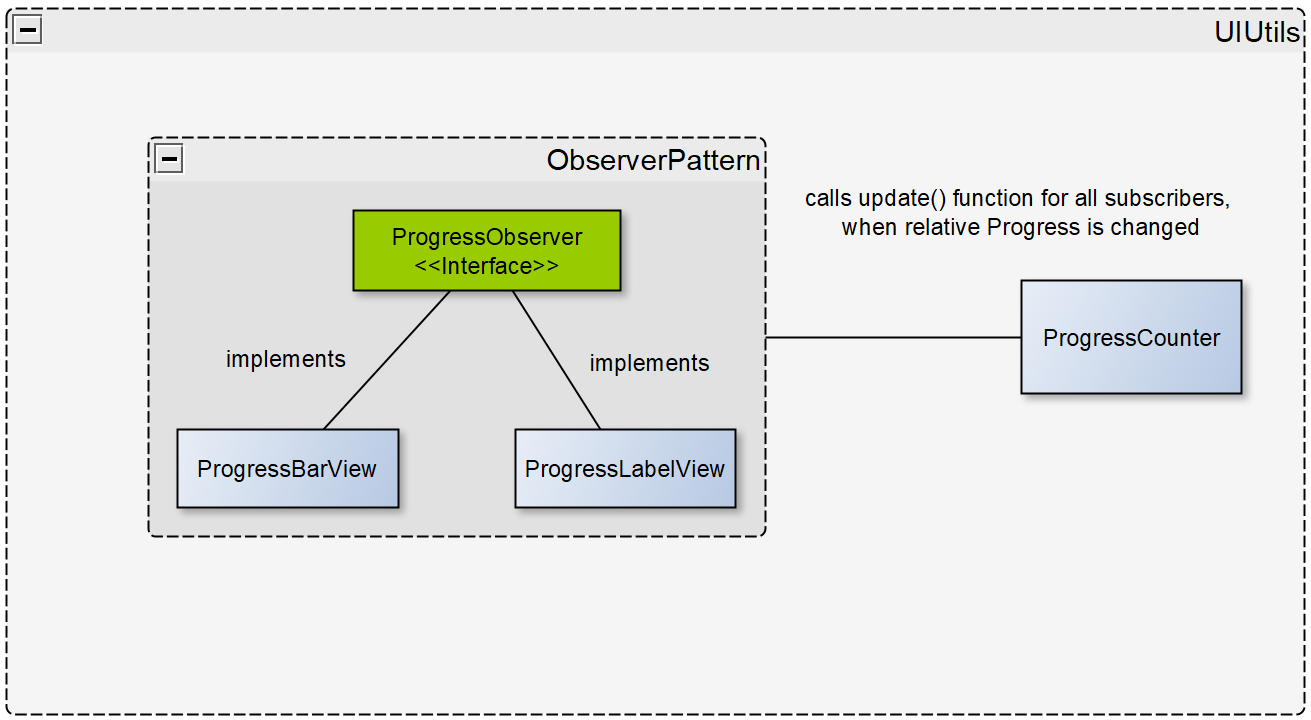 UIUtils
ObserverPattern
calls update() function for all subscribers,
when relative Progress is changed
ProgressObserver
<<Interface>>
ProgressCounter
implements
implements
ProgressBarView
ProgressLabelView